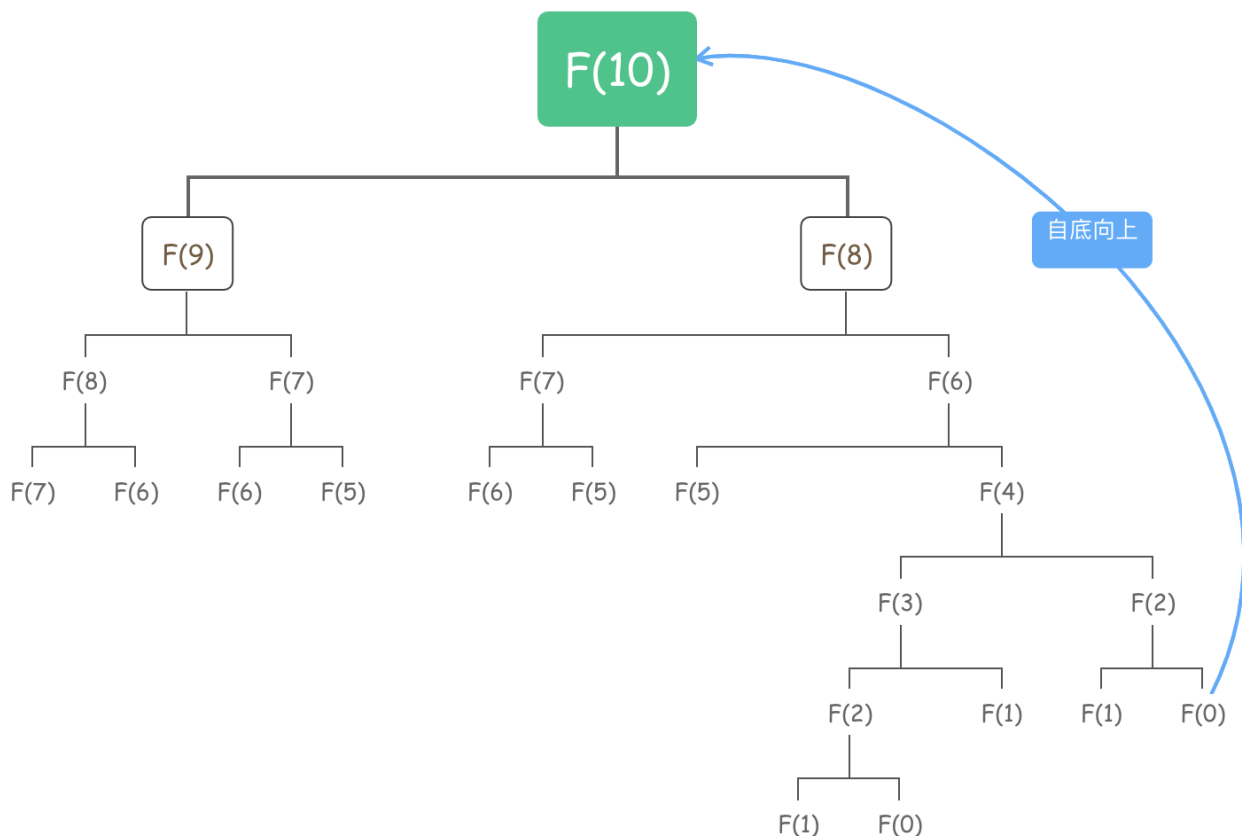 F(10)
自底向上
F(9)
F(8)
F(8)
F(7)
F(7)
F(6)
F(7)
F(6)
F(6)
F(5)
F(6)
F(5)
F(5)
F(4)
F(3)
F(2)
F(2)
F(1)
F(1)
F(0)
F(1)
F(0)